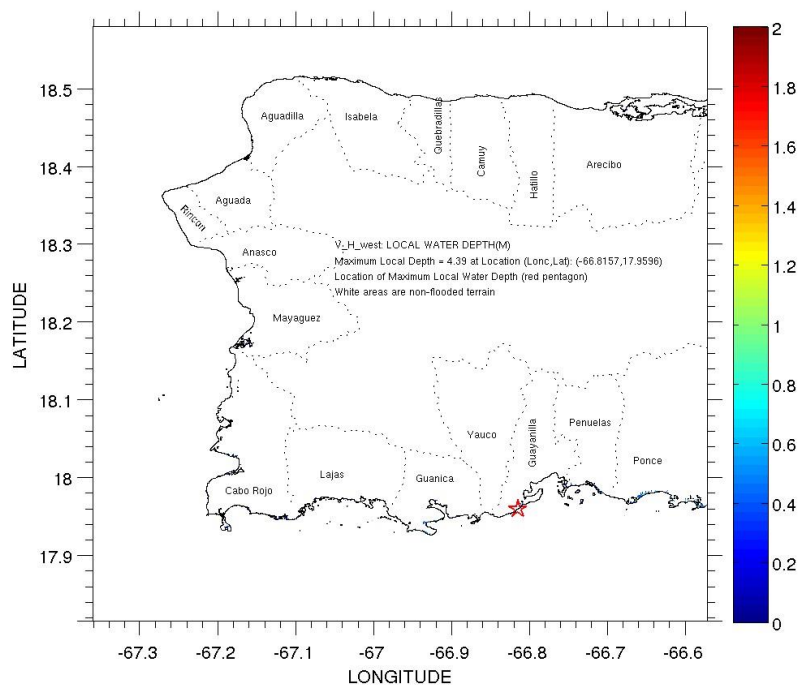 2
18.5
Aguadilla
Isabela
Quebradillas
Camuy
Hatillo
Arecibo
1.8
18.4
1.6
Rincon
Aguada
1.4
18.3
Anasco
V_H_west: LOCAL WATER DEPTH(M)
Maximum Local Depth = 4.39 at Location (Lonc,Lat): (-66.8157,17.9596)
Location of Maximum Local Water Depth (red pentagon)
White areas are non-flooded terrain
1.2
LATITUDE
18.2
Mayaguez
1
18.1
Yauco
Guayanilla
Penuelas
Ponce
0.8
0.6
18
Cabo Rojo
Lajas
Guanica
0.4
17.9
0.2
0
-67.3
-67.2
-67.1
-67
-66.9
-66.8
-66.7
-66.6
LONGITUDE